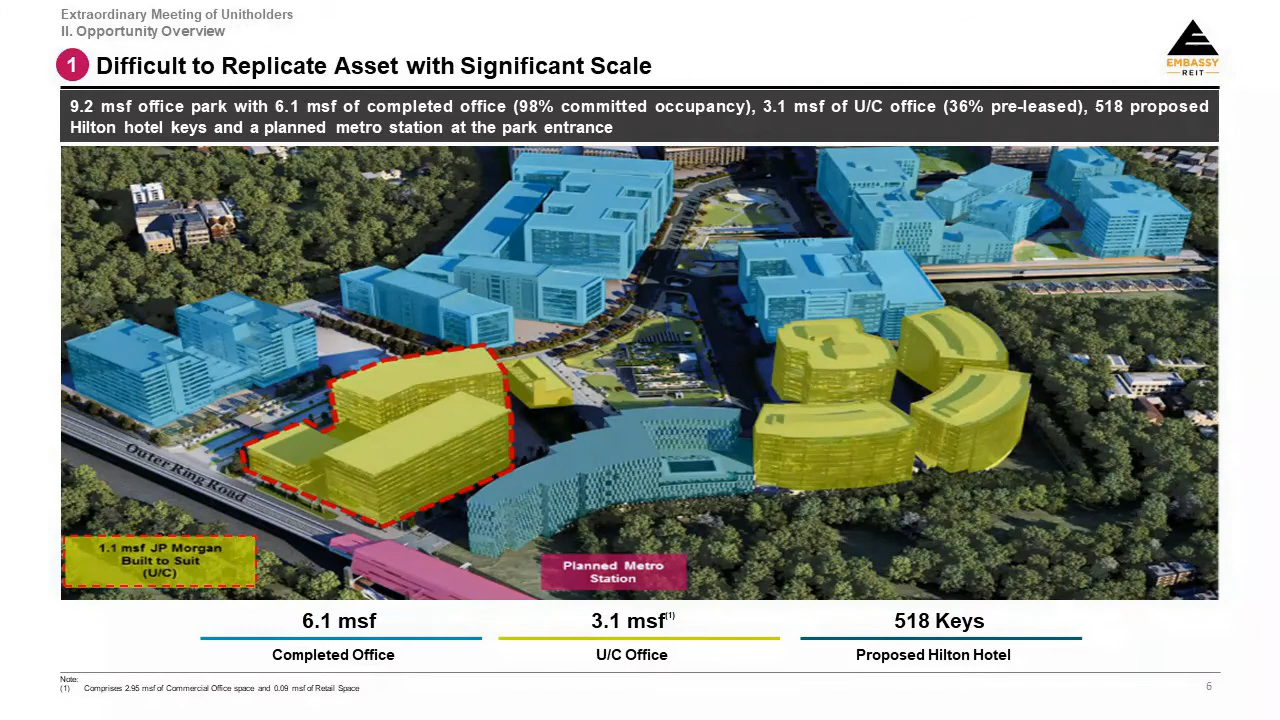 Extraordinary Meeting of Unitholders
II. Opportunity Overview
1 Difficult to Replicate Asset with Significant Scale
EMBASSY
REIT
9.2 msf office park with 6.1 msf of completed office (98% committed occupancy), 3.1 msf of U/C office (36% pre-leased), 518 proposed
Hilton hotel keys and a planned metro station at the park entrance
Outer Ring Road
1.1 msf JP Morgan
Built to Suit
(U/C)
Planned Metro
Station
6.1 msf
Completed Office
3.1 msf(1)
U/C Office
518 Keys
Proposed Hilton Hotel
Note:
(1) Comprises 2.95 msf of Commercial Office space and 0.09 msf of Retail Space
6